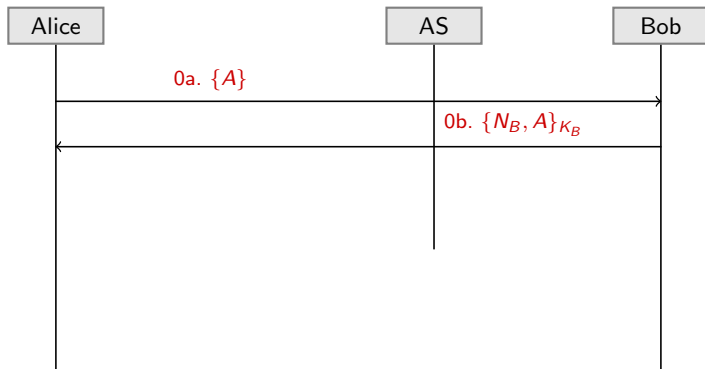 Alice AS Bob
0a. {A}
0b. {N_B, A}_{K_B}